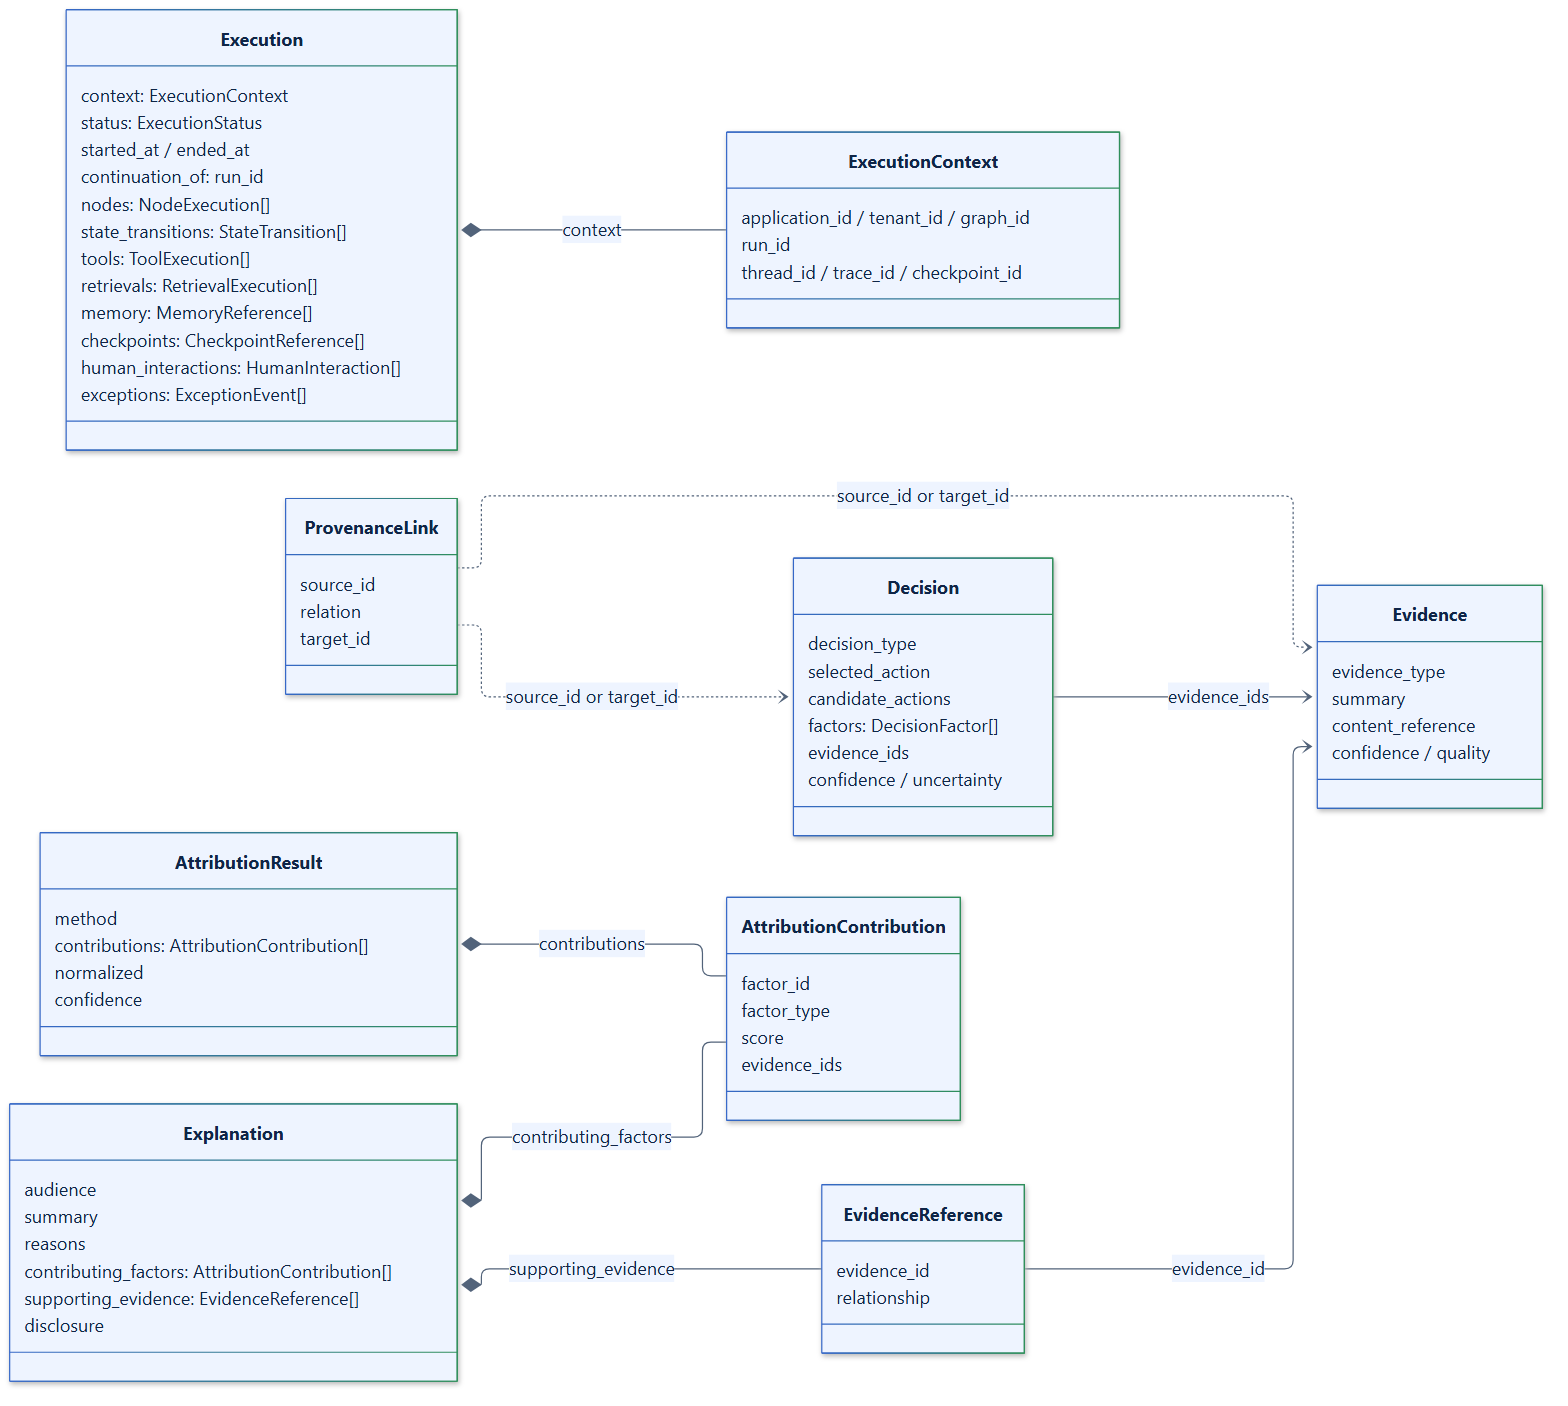 Execution
context: ExecutionContext
status: ExecutionStatus
started_at / ended_at
continuation_of: run_id
nodes: NodeExecution[]
state_transitions: StateTransition[]
tools: ToolExecution[]
retrievals: RetrievalExecution[]
memory: MemoryReference[]
checkpoints: CheckpointReference[]
human_interactions: HumanInteraction[]
exceptions: ExceptionEvent[]
context
ExecutionContext
application_id / tenant_id / graph_id
run_id
thread_id / trace_id / checkpoint_id
ProvenanceLink
source_id
relation
target_id
source_id or target_id
source_id or target_id
Decision
decision_type
selected_action
candidate_actions
factors: DecisionFactor[]
evidence_ids
confidence / uncertainty
evidence_ids
Evidence
evidence_type
summary
content_reference
confidence / quality
AttributionResult
method
contributions: AttributionContribution[]
normalized
confidence
contributions
AttributionContribution
factor_id
factor_type
score
evidence_ids
Explanation
audience
summary
reasons
contributing_factors: AttributionContribution[]
supporting_evidence: EvidenceReference[]
disclosure
contributing_factors
supporting_evidence
EvidenceReference
evidence_id
relationship
evidence_id